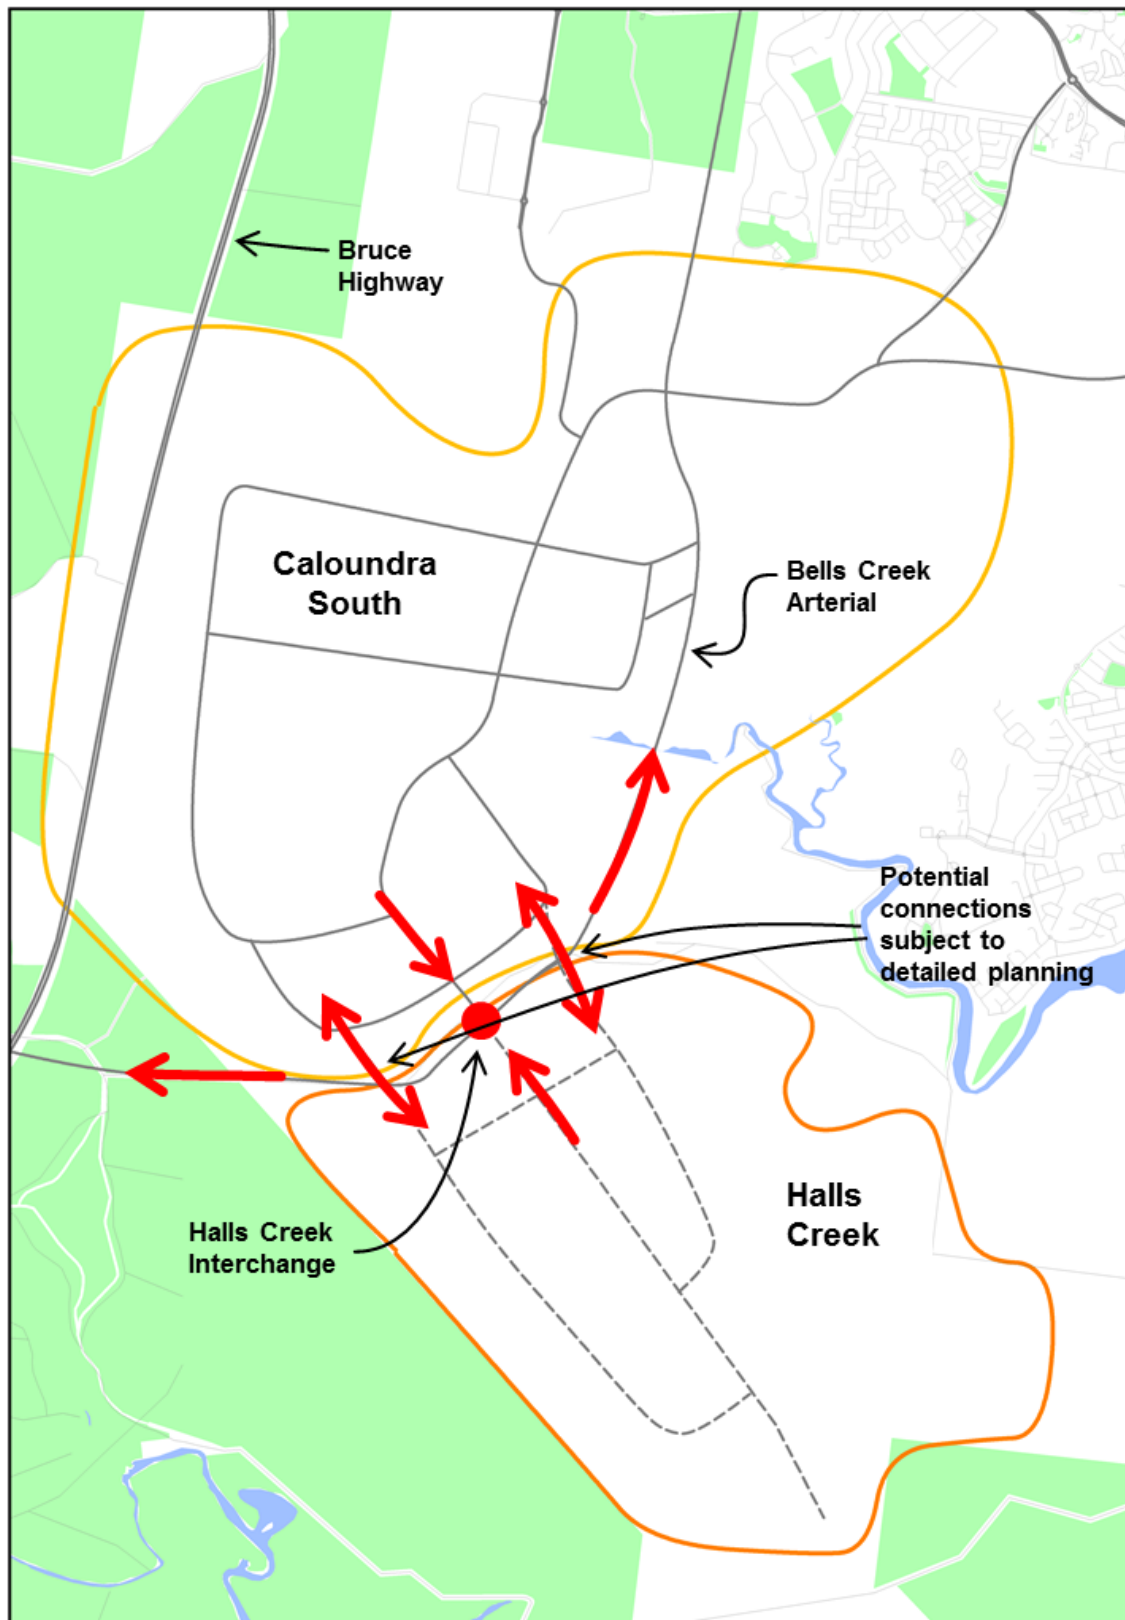 Bruce
Highway
Caloundra
South
Bells Creek
Arterial
Potential
connections
subject to
detailed planning
Halls
Creek
Halls Creek
Interchange